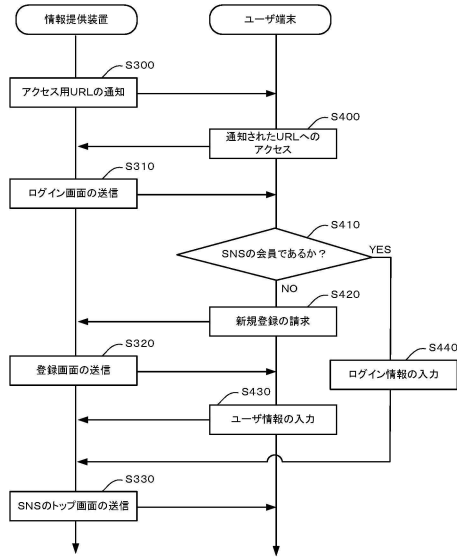 情報提供装置
ユーザ端末
S300
アクセス用URLの通知
S400
通知されたURLへの
アクセス
S310
ログイン画面の送信
S410
SNSの会員であるか？
YES
NO
S420
新規登録の請求
S320
登録画面の送信
S440
ログイン情報の入力
S430
ユーザ情報の入力
S330
SNSのトップ画面の送信